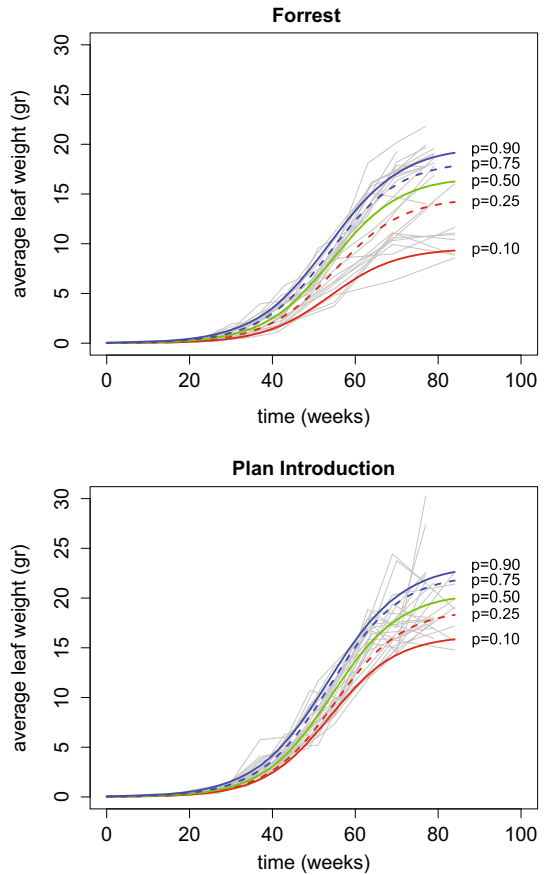 Forrest
average leaf weight (gr)
30
25
20
15
10
5
0
p=0.90
p=0.75
p=0.50
p=0.25
p=0.10
0 20 40 60 80 100
time (weeks)
Plan Introduction
average leaf weight (gr)
30
25
20
15
10
5
0
p=0.90
p=0.75
p=0.50
p=0.25
p=0.10
0 20 40 60 80 100
time (weeks)